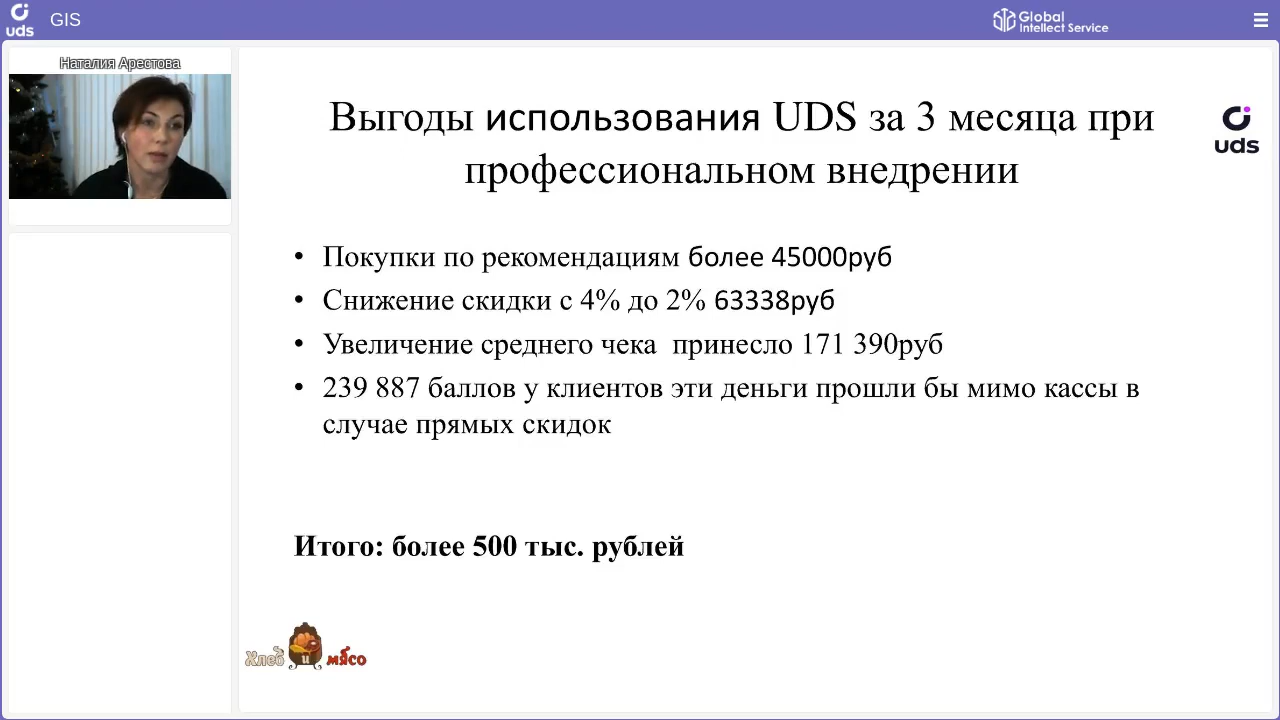 uds
GIS
Global
Intellect Service
Наталия Арестова
Выгоды использования UDS за 3 месяца при
профессиональном внедрении
uds
• Покупки по рекомендациям более 45000руб
• Снижение скидки с 4% до 2% 63338руб
• Увеличение среднего чека  принесло 171 390руб
• 239 887 баллов у клиентов эти деньги прошли бы мимо кассы в
случае прямых скидок
Итого: более 500 тыс. рублей
Хлеб и мясо